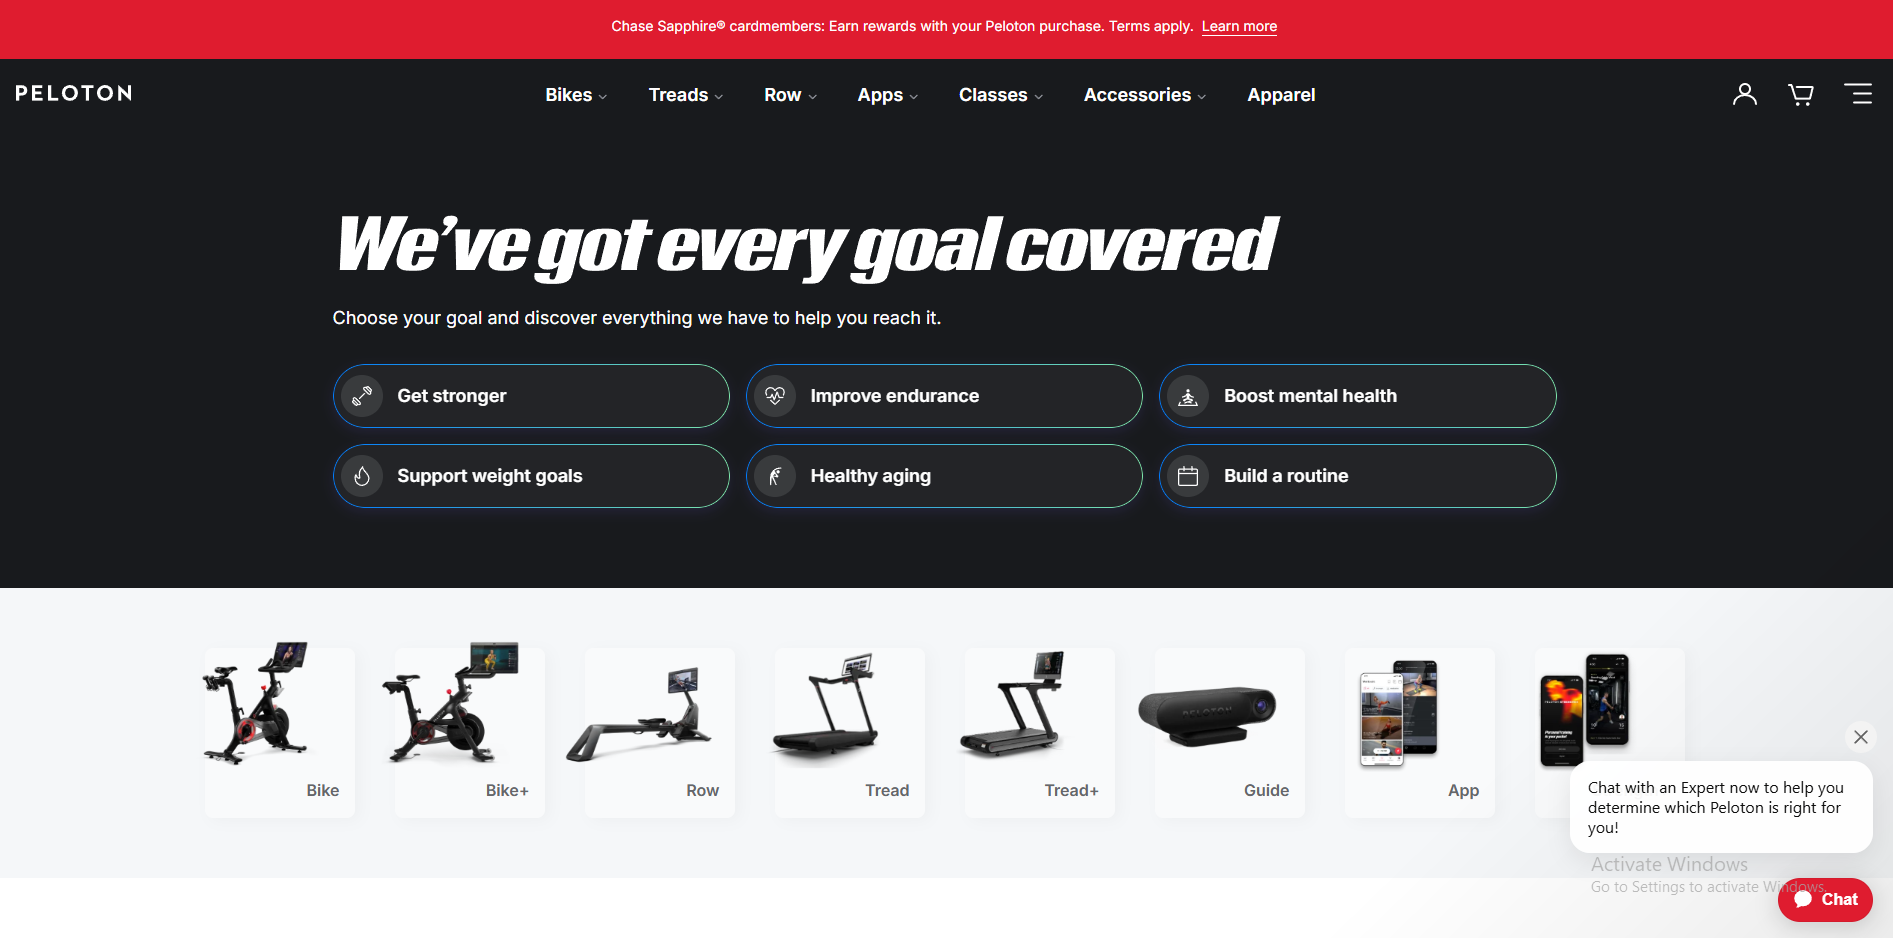 Chase Sapphire® cardmembers: Earn rewards with your Peloton purchase. Terms apply. Learn more
PELOTON
Bikes
Treads
Row
Apps
Classes
Accessories
Apparel
We've got every goal covered
Choose your goal and discover everything we have to help you reach it.
Get stronger
Improve endurance
Boost mental health
Support weight goals
Healthy aging
Build a routine
PELOTON
Bike
Bike+
Row
Tread
Tread+
Guide
App
Chat with an Expert now to help you
determine which Peloton is right for
you!
Activate Windows
Go to Settings to activate Windows.
Chat